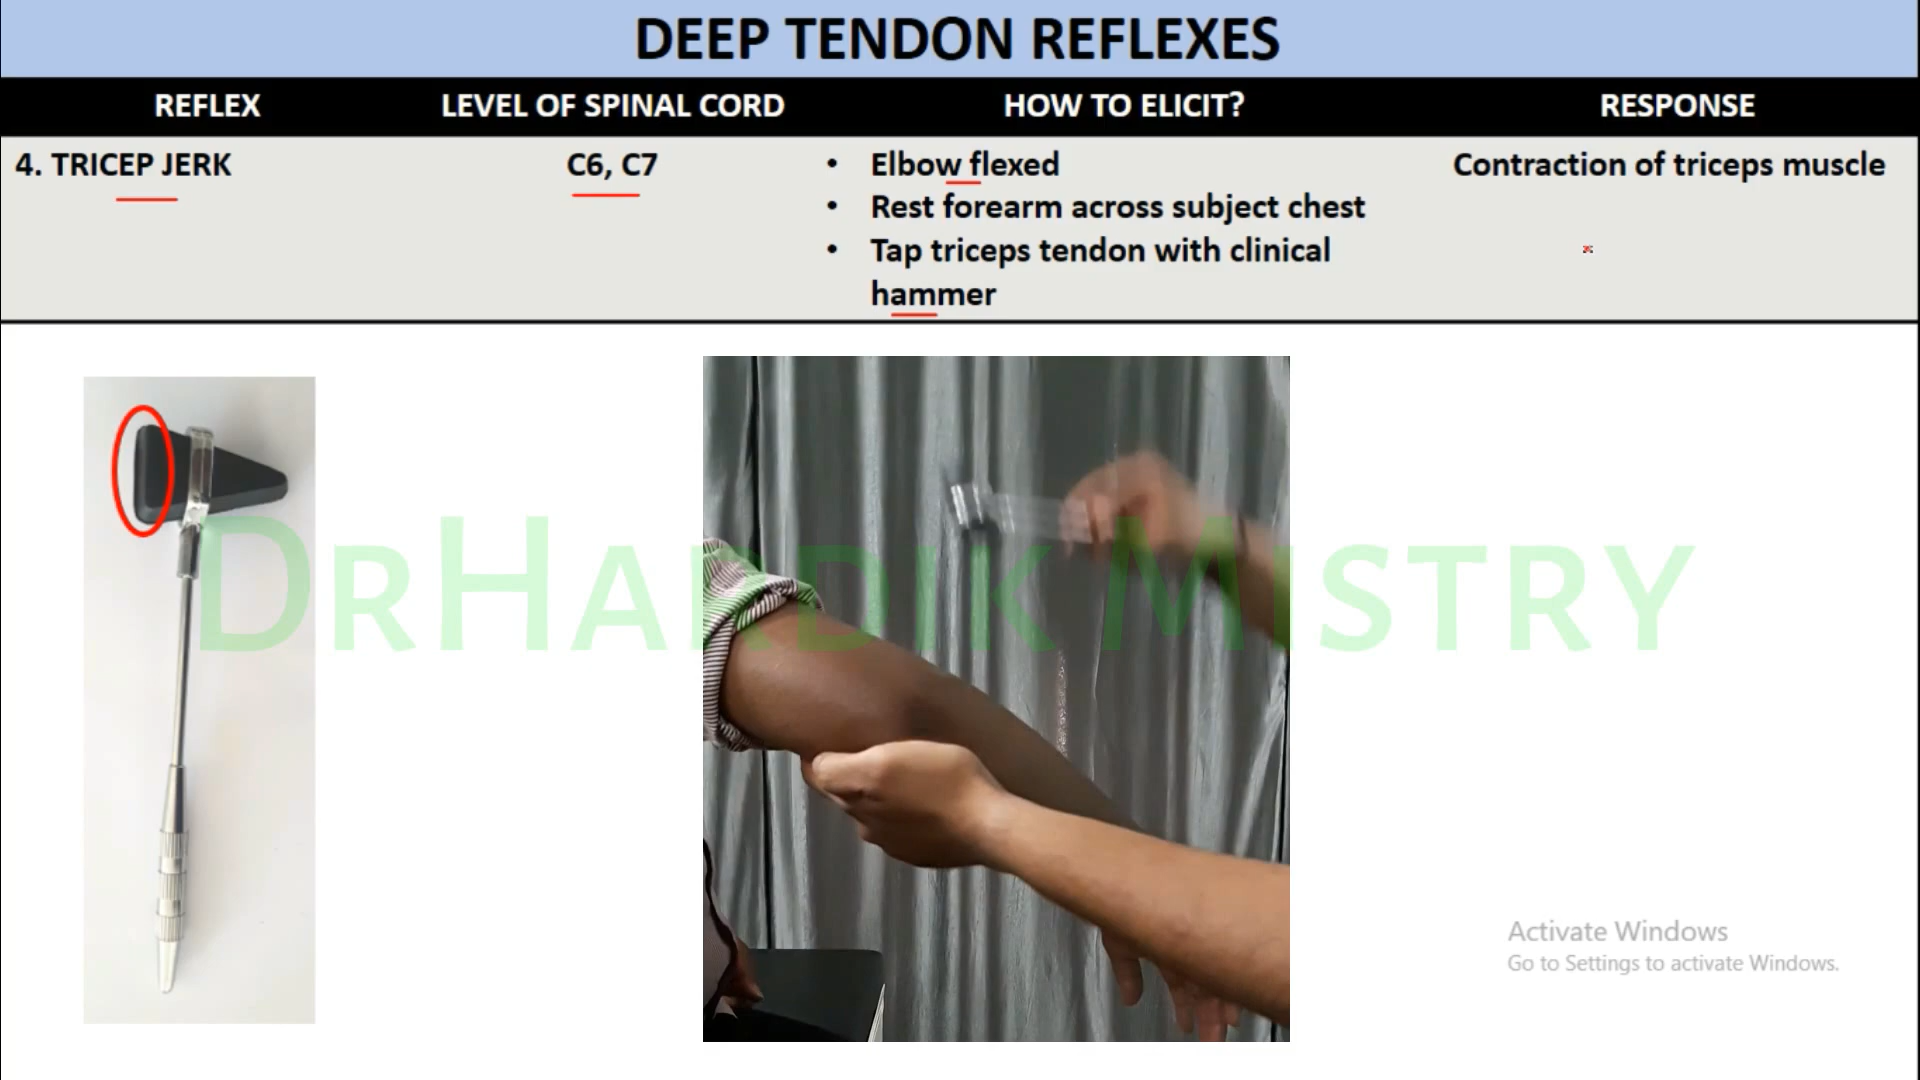 DEEP TENDON REFLEXES
REFLEX LEVEL OF SPINAL CORD HOW TO ELICIT? RESPONSE
4. TRICEP JERK C6, C7 • Elbow flexed Contraction of triceps muscle
• Rest forearm across subject chest
• Tap triceps tendon with clinical
hammer
DRHARDIK MISTRY
Activate Windows
Go to Settings to activate Windows.